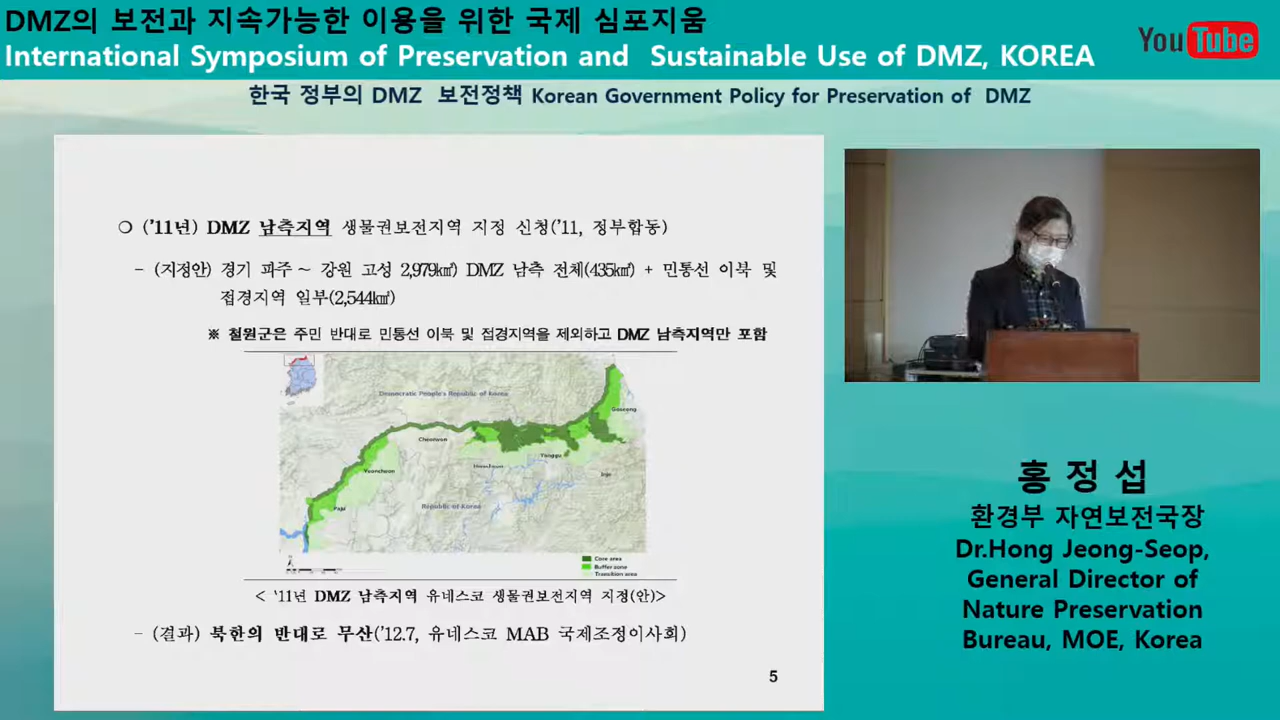 DMZ의 보전과 지속가능한 이용을 위한 국제 심포지움
International Symposium of Preservation and Sustainable Use of DMZ, KOREA
YouTube
한국 정부의 DMZ 보전정책 Korean Government Policy for Preservation of DMZ
❍ (’11년) DMZ 남측지역 생물권보전지역 지정 신청(’11, 정부합동)
- (지정안) 경기 파주 ~ 강원 고성 2,979㎢) DMZ 남측 전체(435㎢) + 민통선 이북 및
접경지역 일부(2,544㎢)
※ 철원군은 주민 반대로 민통선 이북 및 접경지역을 제외하고 DMZ 남측지역만 포함
Democratic People's Republic of Korea
Goseong
Cheorwon
Yanggu
Hwacheon
Inje
Yeoncheon
Republic of Korea
Paju
Core area
Buffer zone
Transition area
< ‘11년 DMZ 남측지역 유네스코 생물권보전지역 지정(안)>
- (결과) 북한의 반대로 무산(’12.7, 유네스코 MAB 국제조정이사회)
5
홍 정 섭
환경부 자연보전국장
Dr.Hong Jeong-Seop,
General Director of
Nature Preservation
Bureau, MOE, Korea